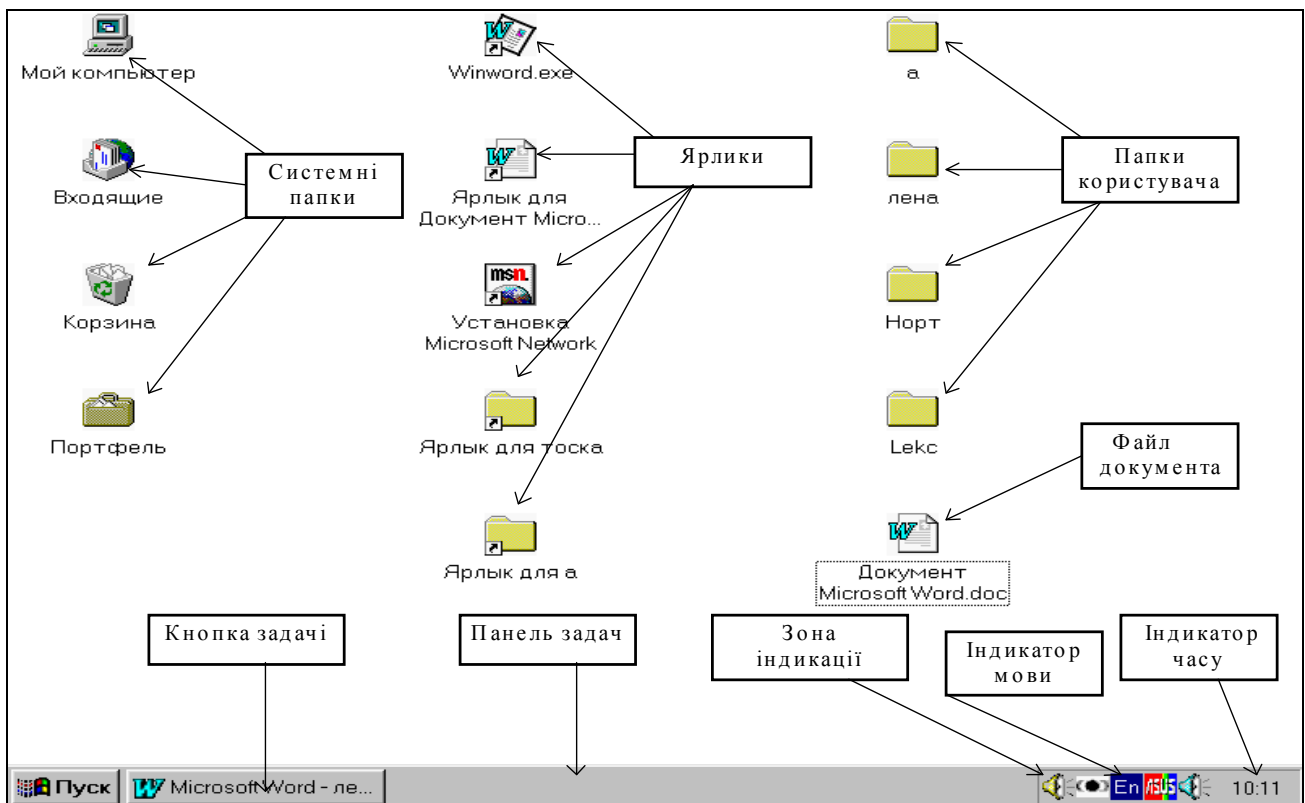 Мой компьютер
Winword.exe
а
Системні
папки
Ярлики
Папки
користувача
Входящие
Ярлык для
Документ Micro...
лена
Корзина
msn.
Установка
Microsoft Network
Норт
Портфель
Ярлык для тоска
Lekc
Файл
документа
Ярлык для а
Документ
Microsoft Word.doc
Кнопка задачі
Панель задач
Зона
індикації
Індикатор
мови
Індикатор
часу
Пуск
Microsoft Word - ле...
En
ASUS
10:11